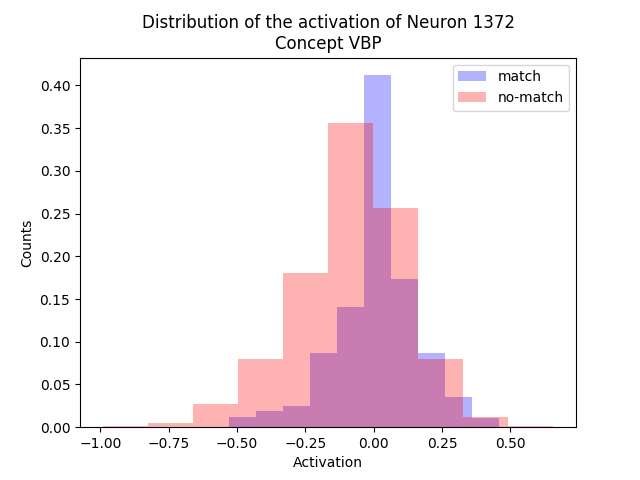 Distribution of the activation of Neuron 1372
Concept VBP
match
no-match
Counts
0.40
0.35
0.30
0.25
0.20
0.15
0.10
0.05
0.00
−1.00 −0.75 −0.50 −0.25 0.00 0.25 0.50
Activation